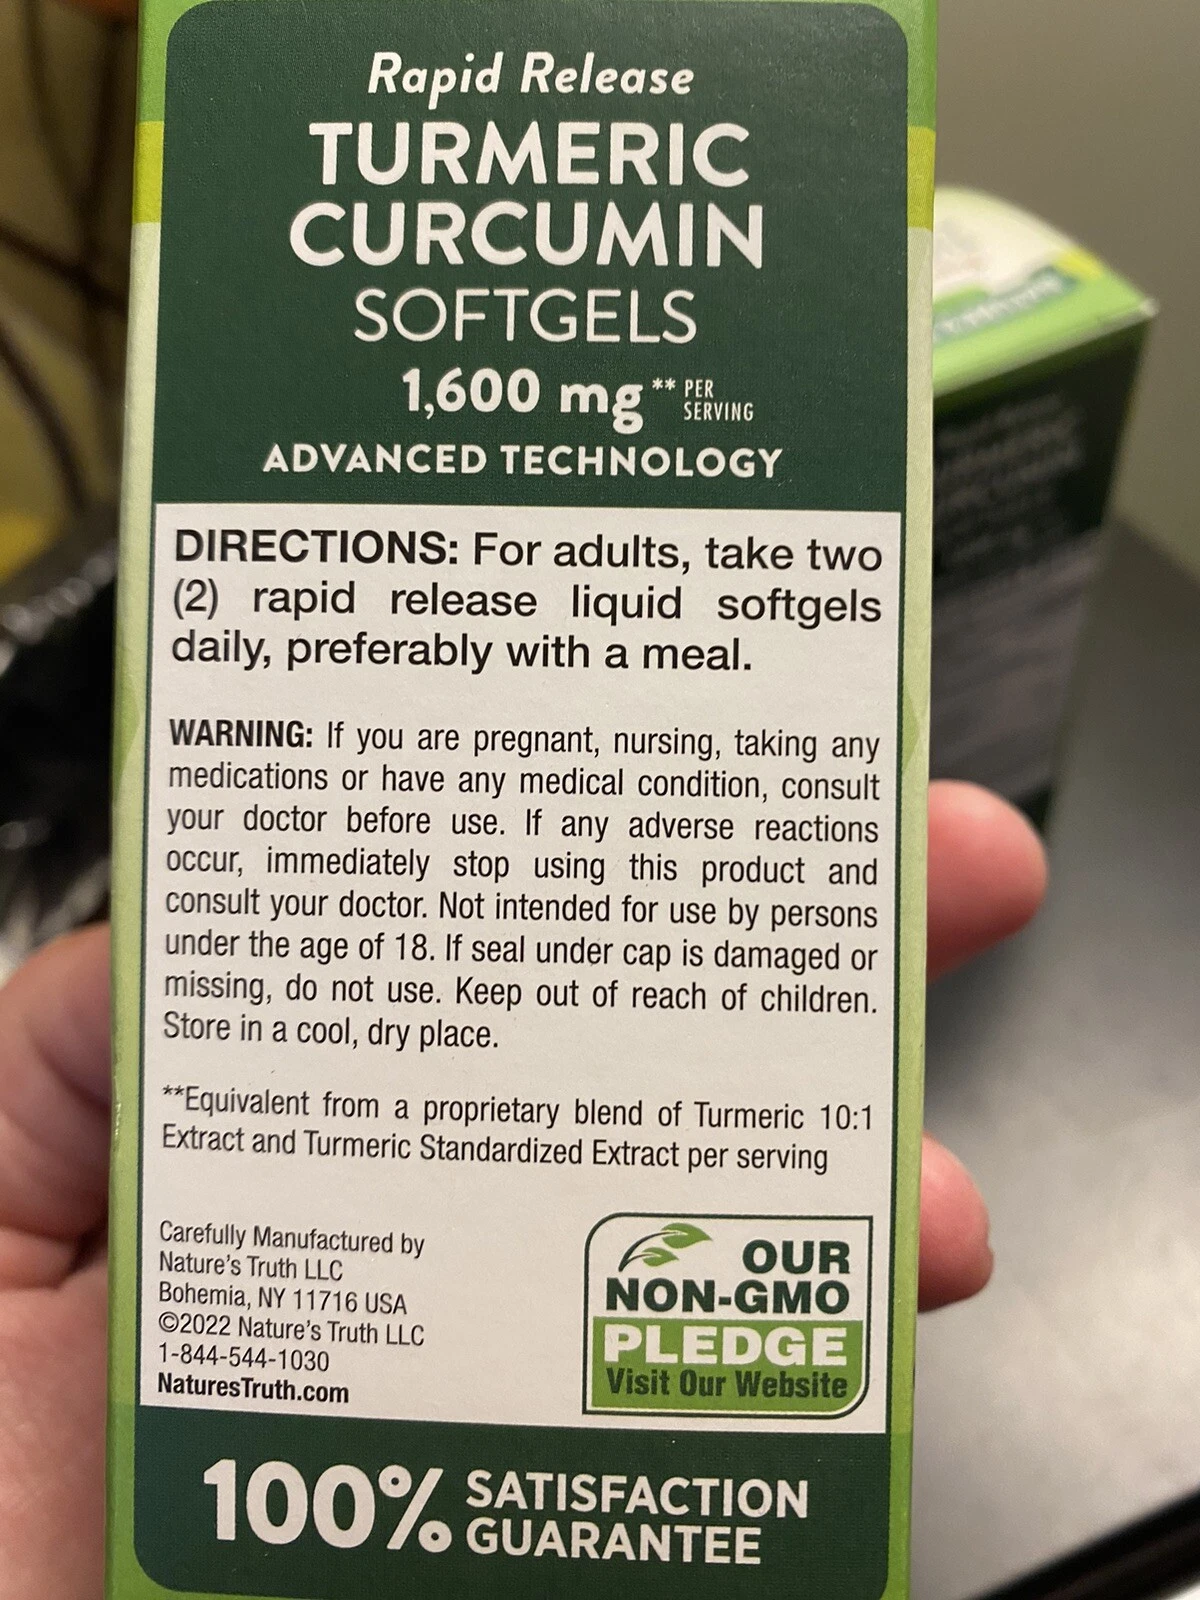 Rapid Release
TURMERIC
CURCUMIN
SOFTGELS
1,600 mg** PER SERVING
ADVANCED TECHNOLOGY
DIRECTIONS: For adults, take two
(2) rapid release liquid softgels
daily, preferably with a meal.
WARNING: If you are pregnant, nursing, taking any
medications or have any medical condition, consult
your doctor before use. If any adverse reactions
occur, immediately stop using this product and
consult your doctor. Not intended for use by persons
under the age of 18. If seal under cap is damaged or
missing, do not use. Keep out of reach of children.
Store in a cool, dry place.
**Equivalent from a proprietary blend of Turmeric 10:1
Extract and Turmeric Standardized Extract per serving
Carefully Manufactured by
Nature's Truth LLC
Bohemia, NY 11716 USA
©2022 Nature's Truth LLC
1-844-544-1030
NaturesTruth.com
OUR
NON-GMO
PLEDGE
Visit Our Website
100% SATISFACTION
GUARANTEE